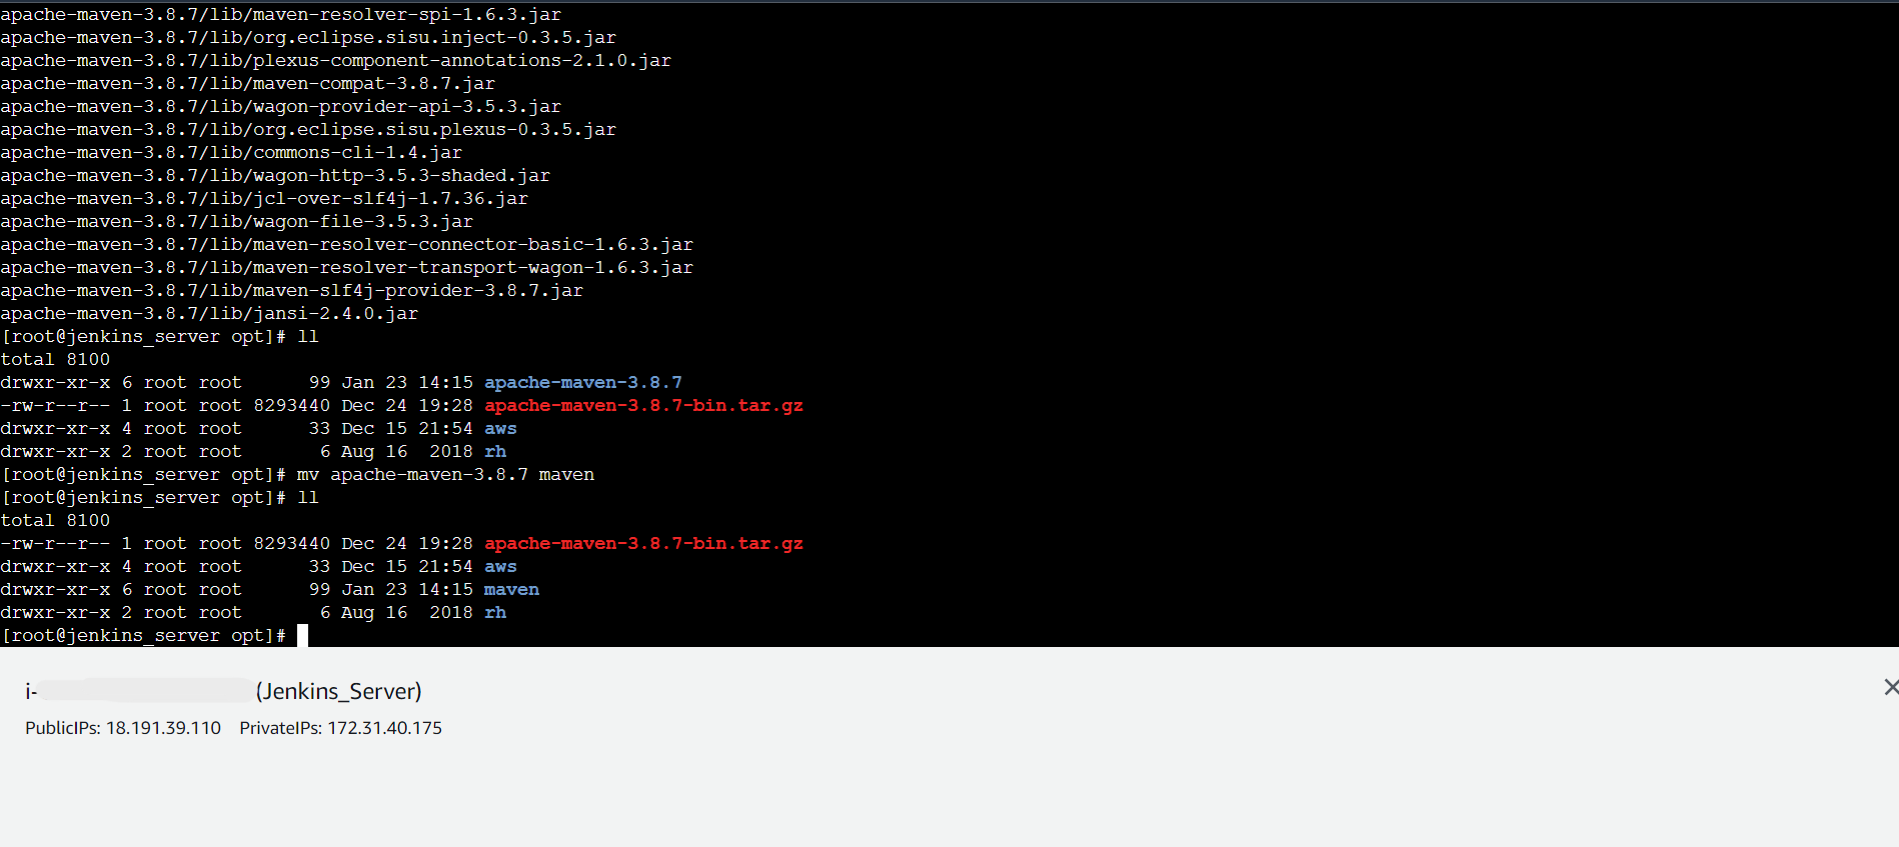 apache-maven-3.8.7/lib/maven-resolver-spi-1.6.3.jar
apache-maven-3.8.7/lib/org.eclipse.sisu.inject-0.3.5.jar
apache-maven-3.8.7/lib/plexus-component-annotations-2.1.0.jar
apache-maven-3.8.7/lib/maven-compat-3.8.7.jar
apache-maven-3.8.7/lib/wagon-provider-api-3.5.3.jar
apache-maven-3.8.7/lib/org.eclipse.sisu.plexus-0.3.5.jar
apache-maven-3.8.7/lib/commons-cli-1.4.jar
apache-maven-3.8.7/lib/wagon-http-3.5.3-shaded.jar
apache-maven-3.8.7/lib/jcl-over-slf4j-1.7.36.jar
apache-maven-3.8.7/lib/wagon-file-3.5.3.jar
apache-maven-3.8.7/lib/maven-resolver-connector-basic-1.6.3.jar
apache-maven-3.8.7/lib/maven-resolver-transport-wagon-1.6.3.jar
apache-maven-3.8.7/lib/maven-slf4j-provider-3.8.7.jar
apache-maven-3.8.7/lib/jansi-2.4.0.jar
[root@jenkins_server opt]# ll
total 8100
drwxr-xr-x 6 root root      99 Jan 23 14:15 apache-maven-3.8.7
-rw-r--r-- 1 root root 8293440 Dec 24 19:28 apache-maven-3.8.7-bin.tar.gz
drwxr-xr-x 4 root root      33 Dec 15 21:54 aws
drwxr-xr-x 2 root root       6 Aug 16  2018 rh
[root@jenkins_server opt]# mv apache-maven-3.8.7 maven
[root@jenkins_server opt]# ll
total 8100
-rw-r--r-- 1 root root 8293440 Dec 24 19:28 apache-maven-3.8.7-bin.tar.gz
drwxr-xr-x 4 root root      33 Dec 15 21:54 aws
drwxr-xr-x 6 root root      99 Jan 23 14:15 maven
drwxr-xr-x 2 root root       6 Aug 16  2018 rh
[root@jenkins_server opt]#
i- (Jenkins_Server)
PublicIPs: 18.191.39.110 PrivateIPs: 172.31.40.175